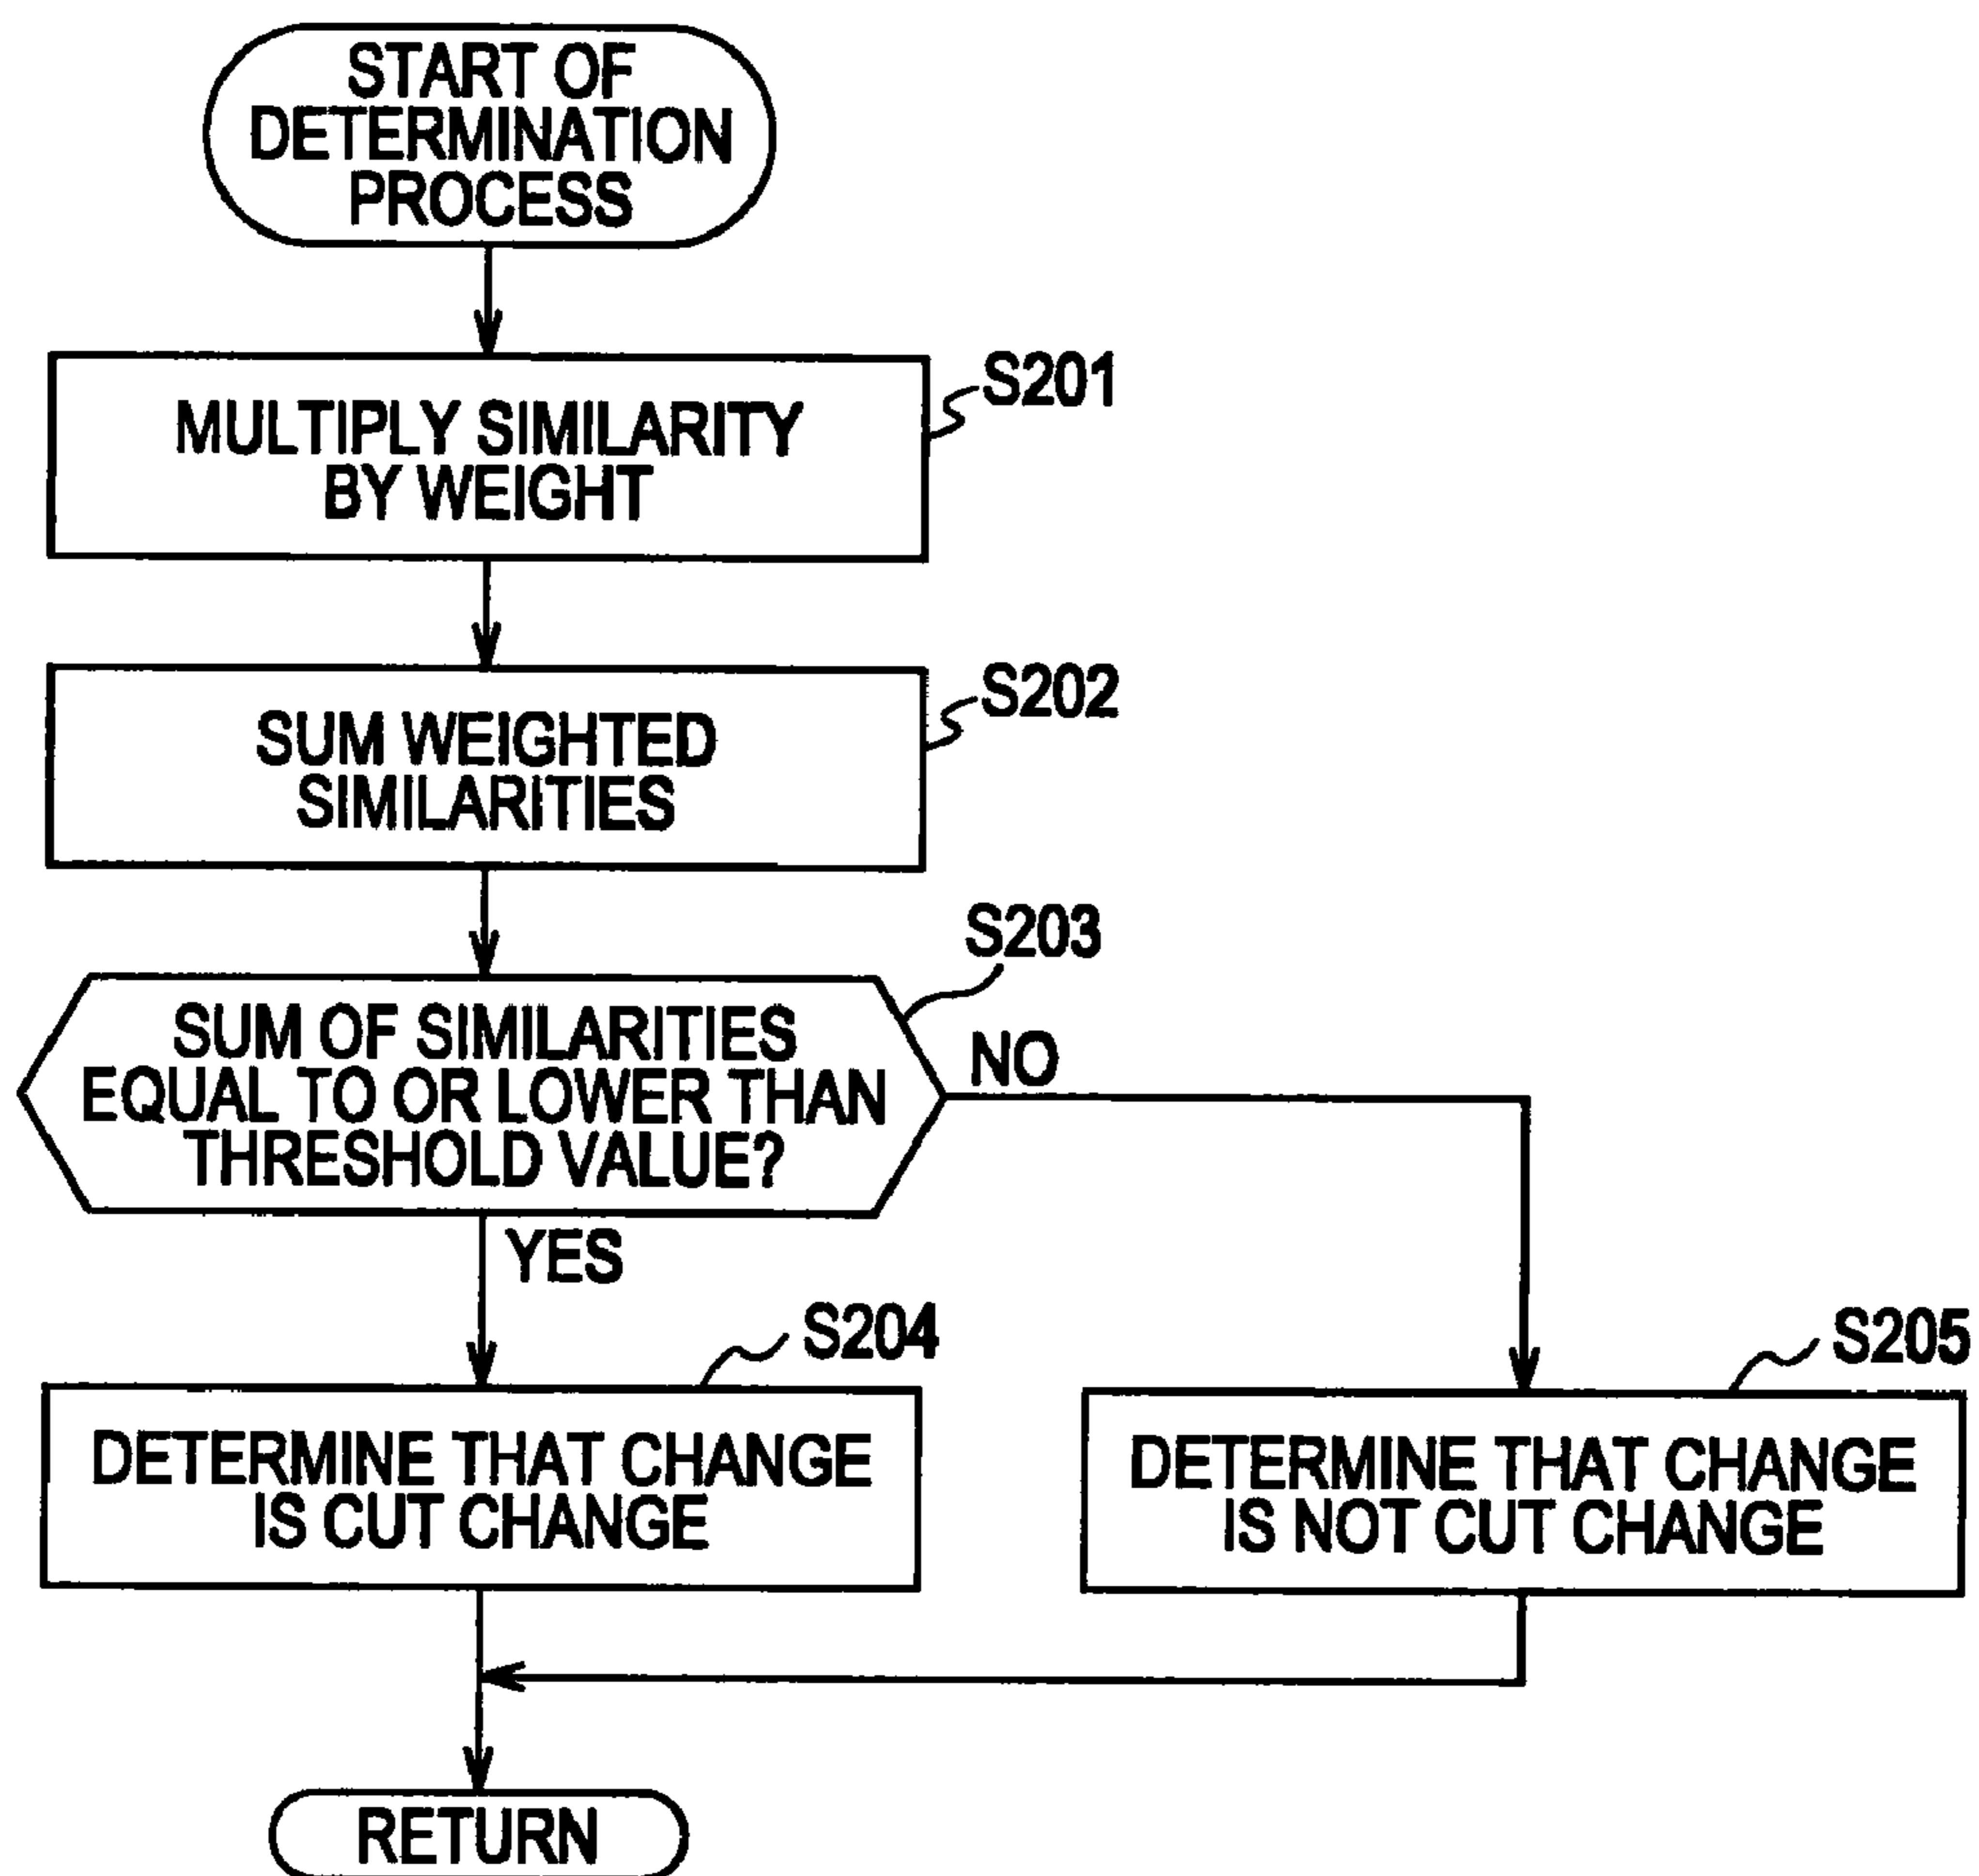 START OF
DETERMINATION
PROCESS
S201
MULTIPLY SIMILARITY
BY WEIGHT
S202
SUM WEIGHTED
SIMILARITIES
S203
SUM OF SIMILARITIES
EQUAL TO OR LOWER THAN
THRESHOLD VALUE?
NO
YES
S204
DETERMINE THAT CHANGE
IS CUT CHANGE
S205
DETERMINE THAT CHANGE
IS NOT CUT CHANGE
RETURN